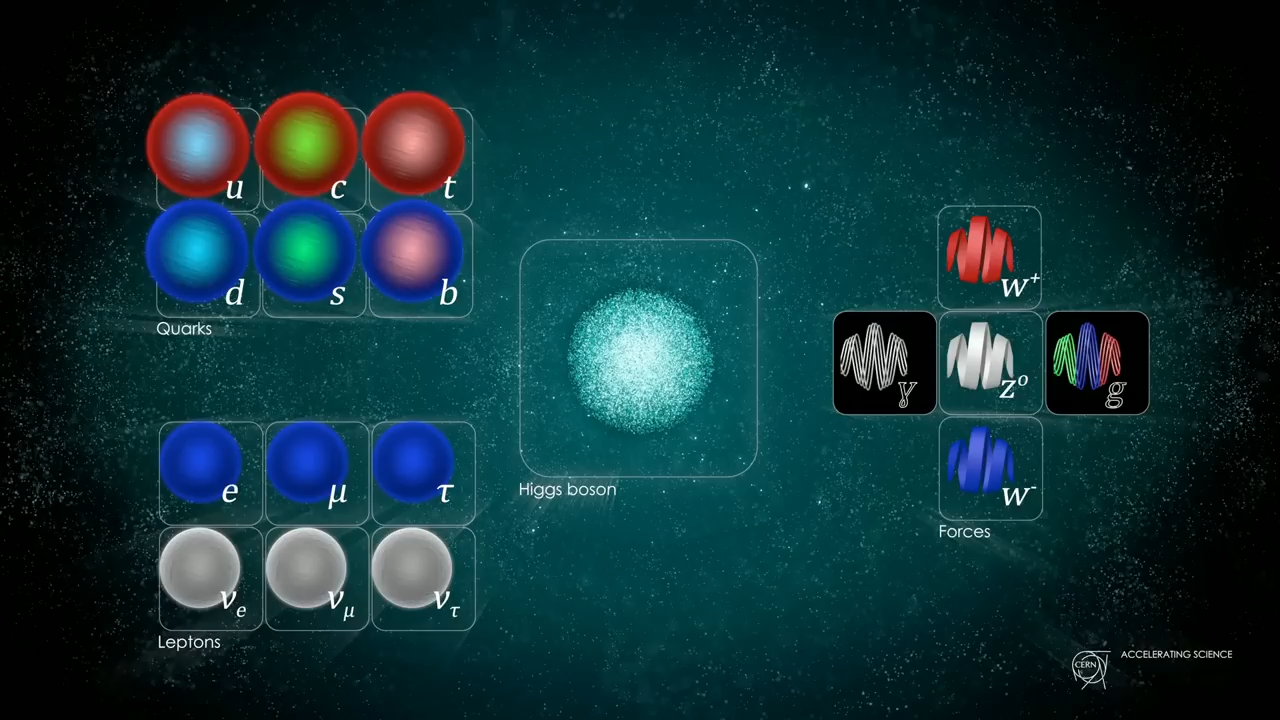 u c t
d s b
Quarks
e μ τ
νe νμ ντ
Leptons
Higgs boson
W+
γ Z0 g
W-
Forces
CERN
ACCELERATING SCIENCE